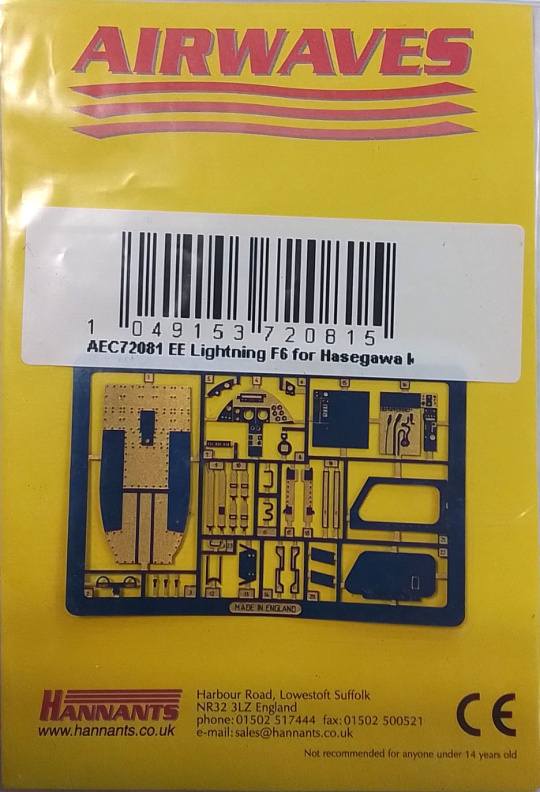 AIRWAVES
1 049153 720815
AEC72081 EE Lightning F6 for Hasegawa k
MADE IN ENGLAND
HANNANTS
www.hannants.co.uk
Harbour Road, Lowestoft Suffolk
NR32 3LZ England
phone: 01502 517444 fax: 01502 500521
e-mail: sales@hannants.co.uk
CE
Not recommended for anyone under 14 years old